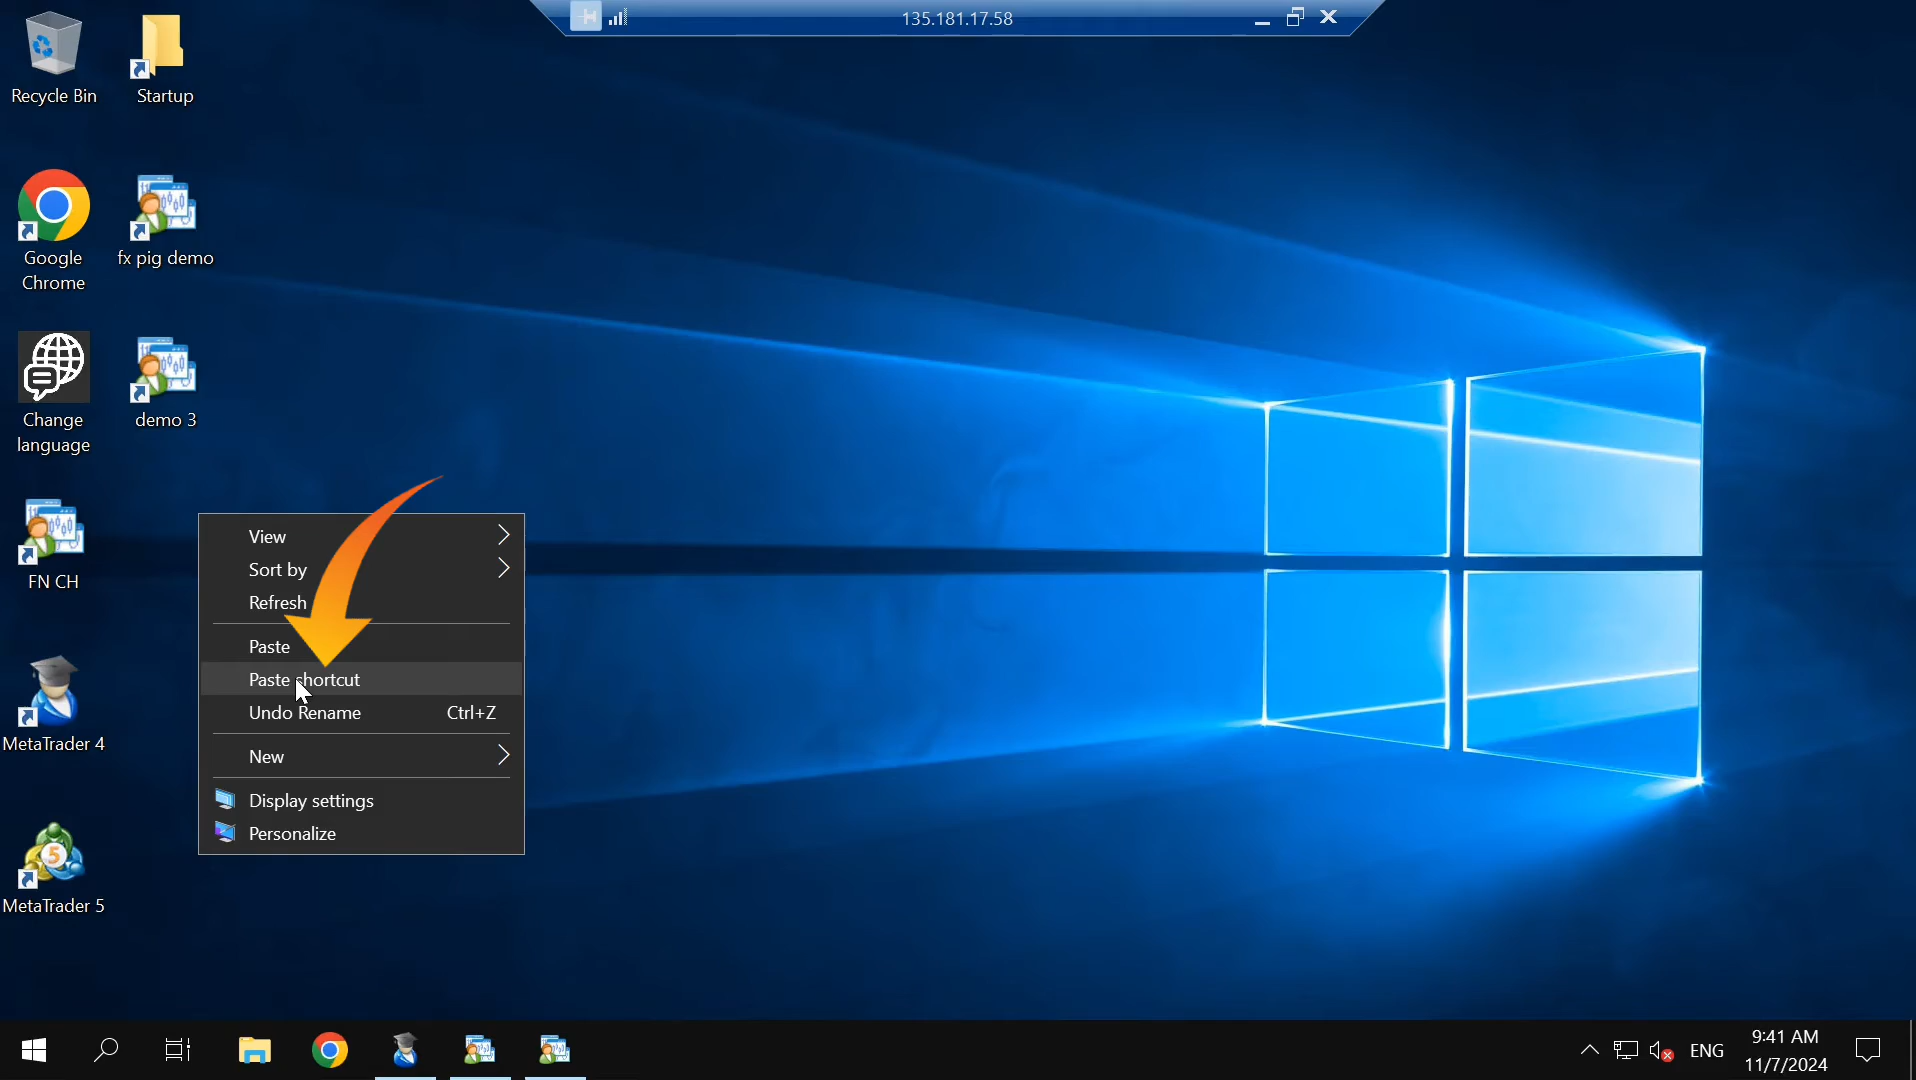 135.181.17.58
Recycle Bin
Startup
Google
Chrome
fx pig demo
Change
language
demo 3
FN CH
MetaTrader 4
5
MetaTrader 5
View
Sort by
Refresh
Paste
Paste shortcut
Undo Rename Ctrl+Z
New
Display settings
Personalize
ENG
9:41 AM
11/7/2024